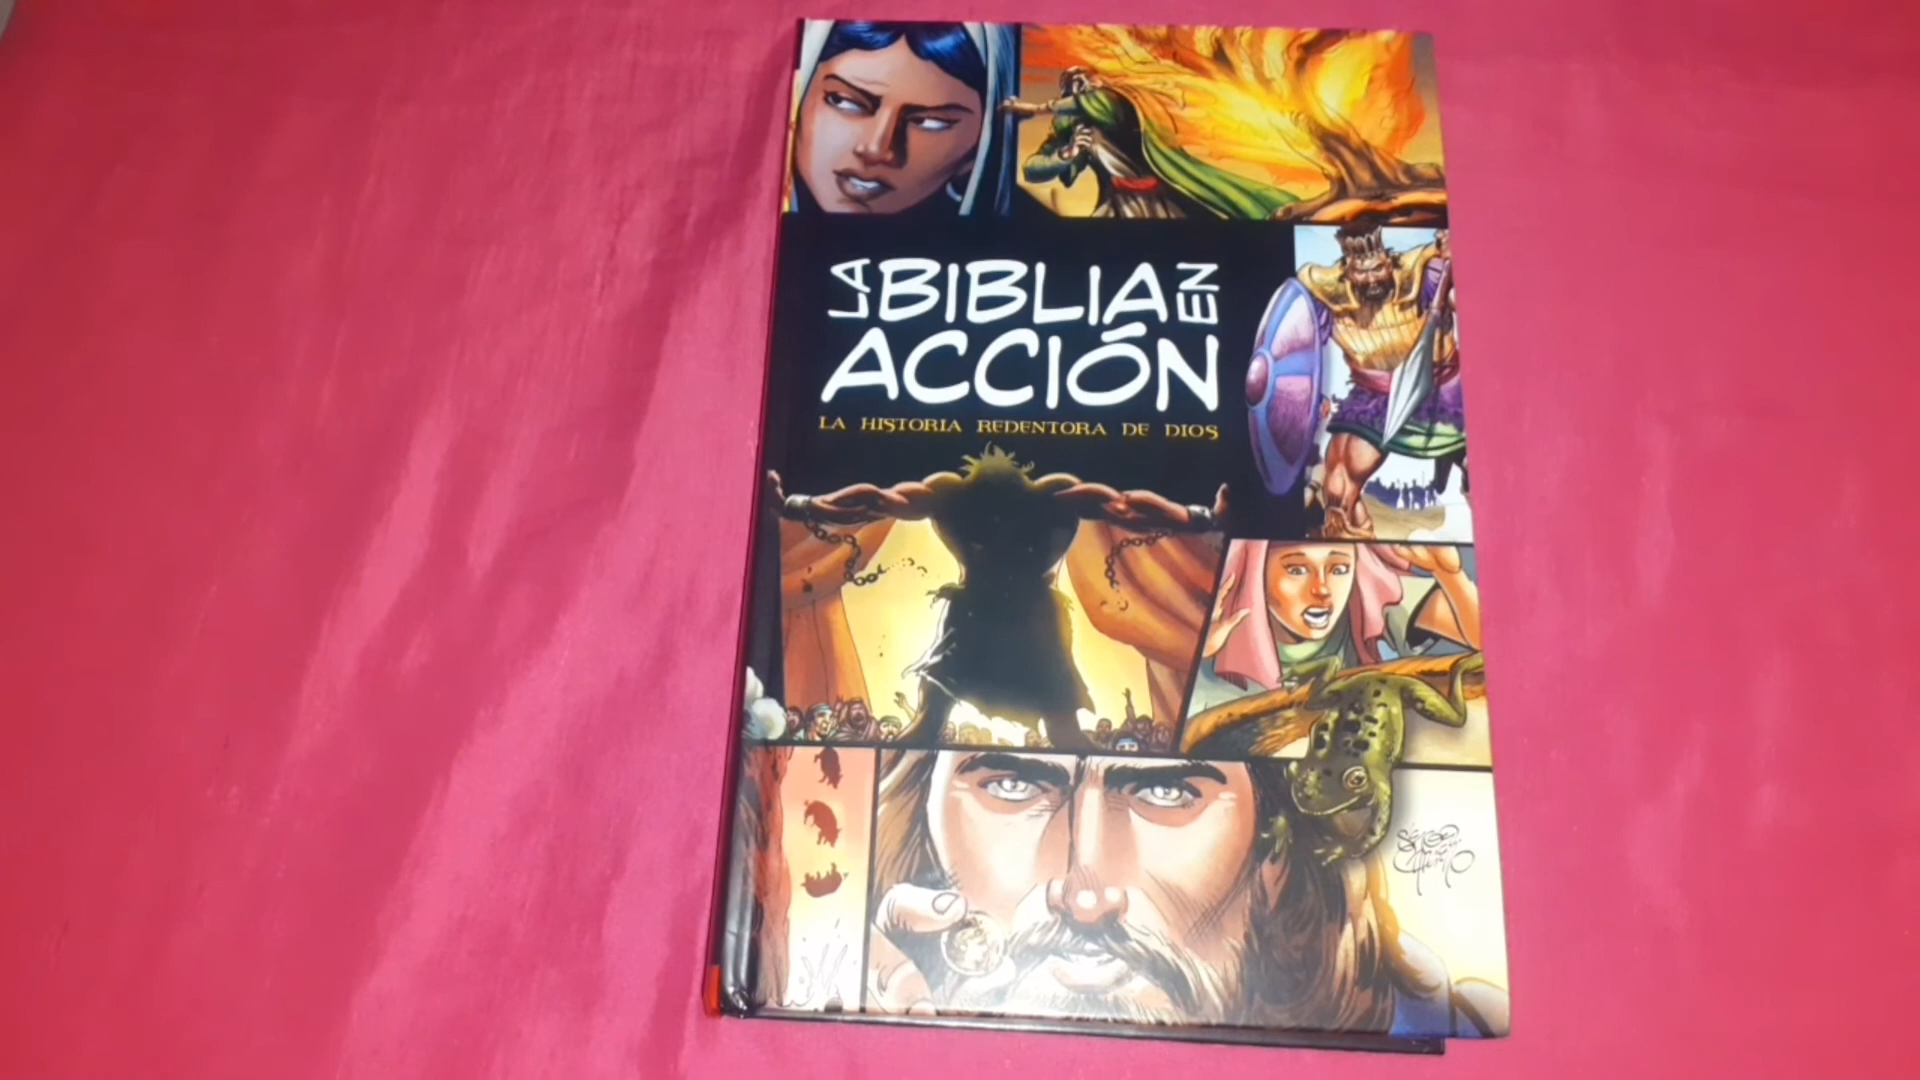 LA BIBLIA EN
ACCIÓN
LA HISTORIA REDENTORA DE DIOS